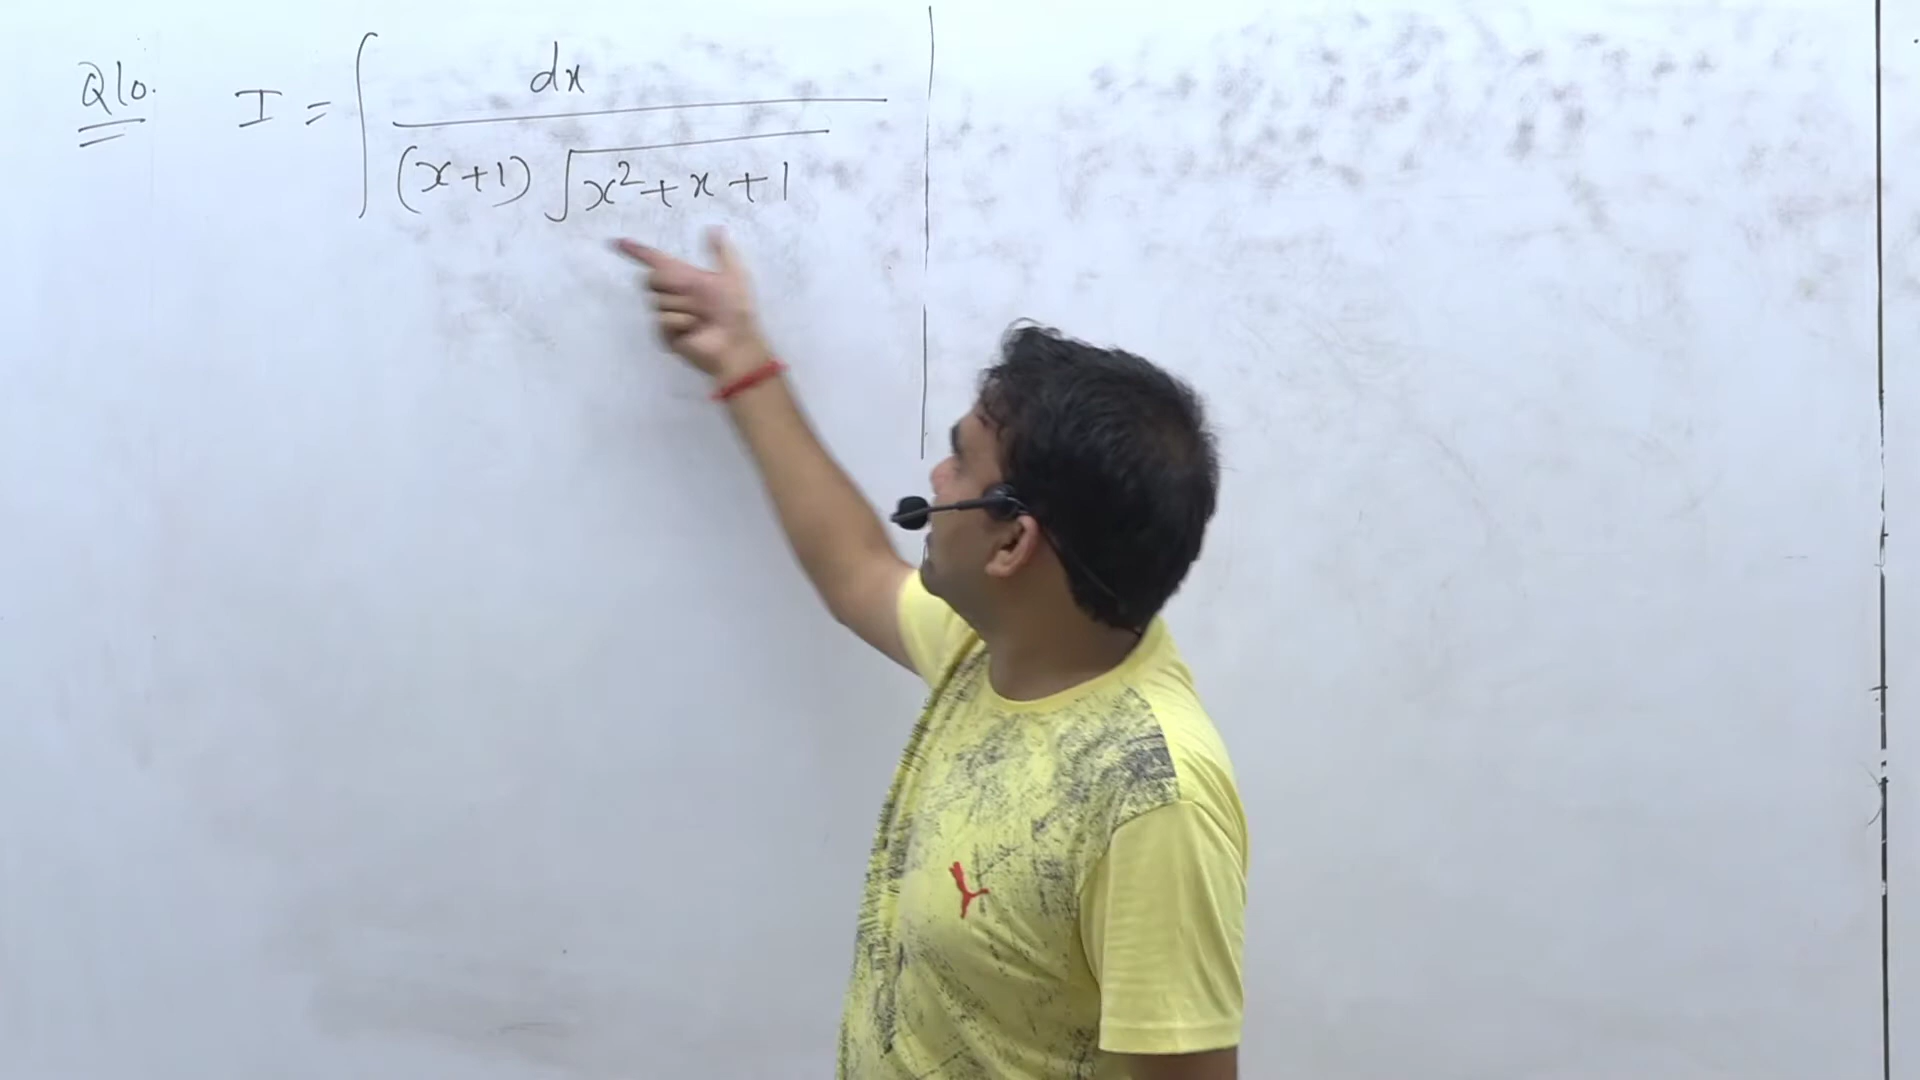 Q10. I = ∫ dx / (x+1) √x²+x+1